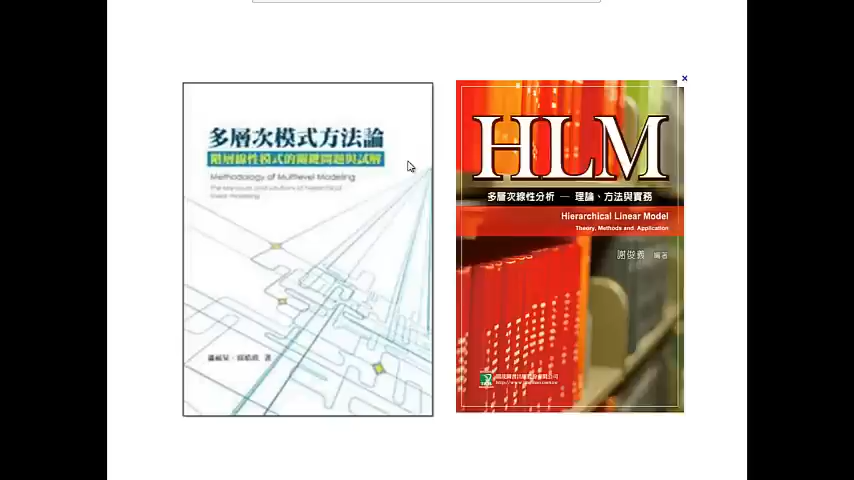 多層次模式方法論
階層線性模式的關鍵問題與試解
Methodology of Multilevel Modeling
HLM
多層次線性分析 — 理論、方法與實務
Hierarchical Linear Model
Theory, Methods and Application
謝俊義 編著
著